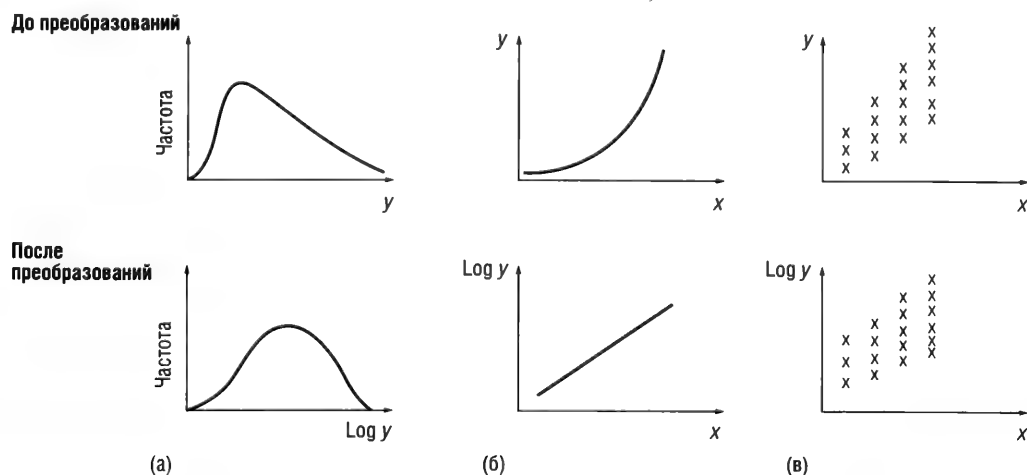 До преобразований
Частота
y
y
x
y
x
После
преобразований
Частота
Log y
Log y
x
Log y
x
(а)
(б)
(в)